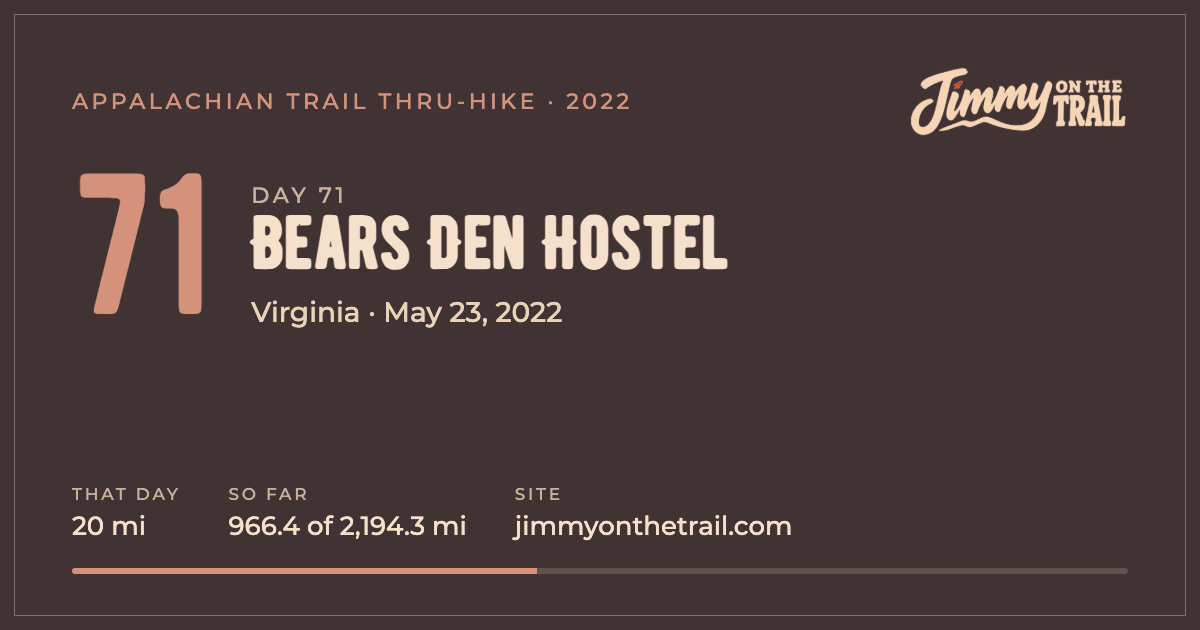 APPALACHIAN TRAIL THRU-HIKE · 2022
Jimmy ON THE TRAIL
71
DAY 71
BEARS DEN HOSTEL
Virginia · May 23, 2022
THAT DAY
20 mi
SO FAR
966.4 of 2,194.3 mi
SITE
jimmyonthetrail.com